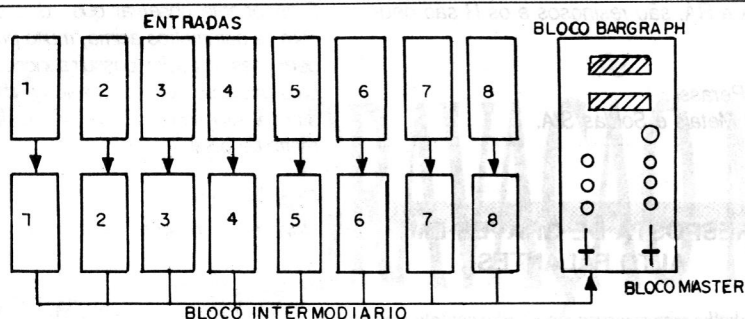 ENTRADAS
BLOCO BARGRAPH
1 2 3 4 5 6 7 8
1 2 3 4 5 6 7 8
BLOCO MASTER
BLOCO INTERMODIARIO